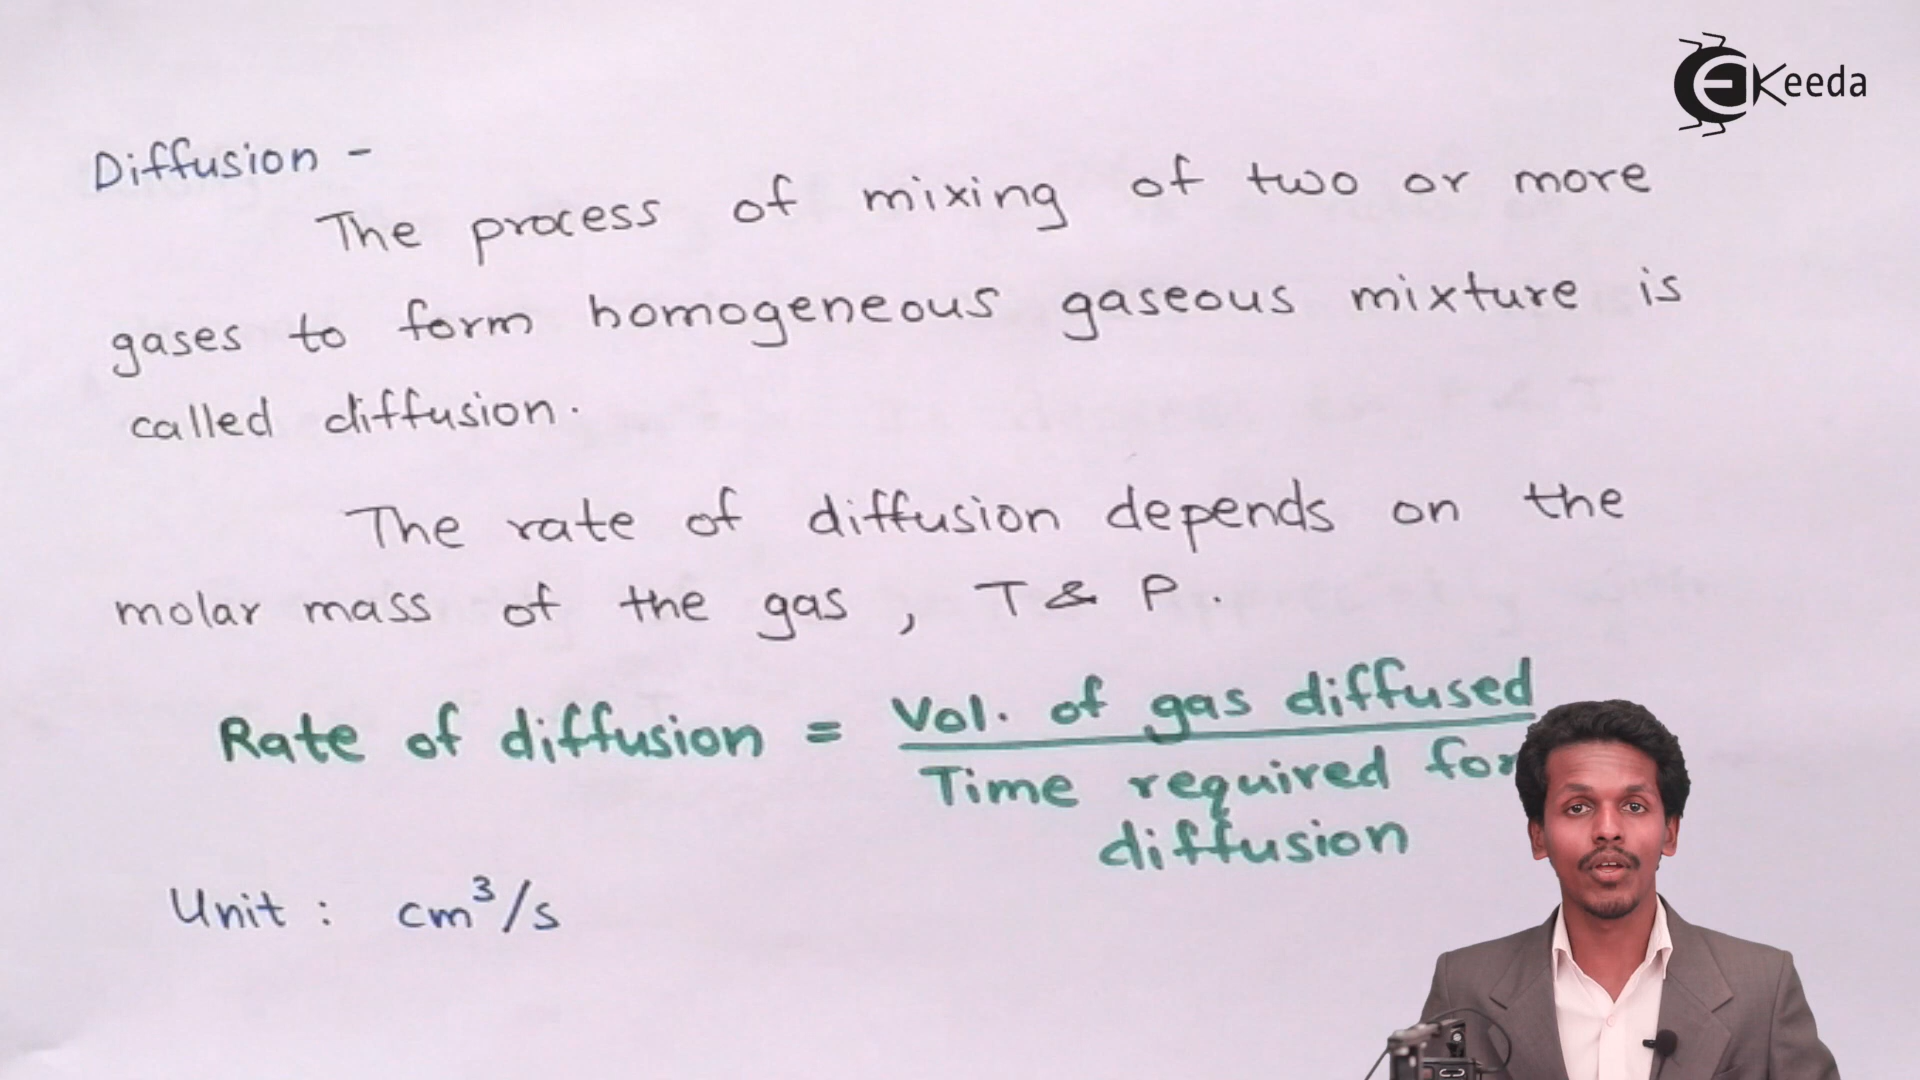 EKeeda
Diffusion -
The process of mixing of two or more
gases to form homogeneous gaseous mixture is
called diffusion.
The rate of diffusion depends on the
molar mass of the gas , T & P .
Rate of diffusion = Vol. of gas diffused
Time required for
diffusion
Unit : cm³/s